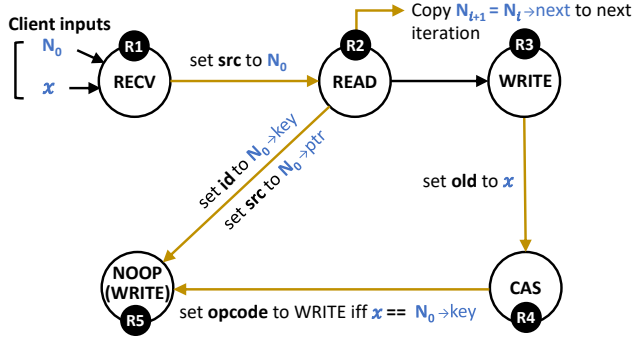 Client inputs
N0
x
R1
RECV
set src to N0
R2
READ
Copy Nl+1 = Nl→next to next
iteration
R3
WRITE
set id to N0→key
set src to N0→ptr
set old to x
NOOP
(WRITE)
R5
set opcode to WRITE iff x == N0→key
CAS
R4